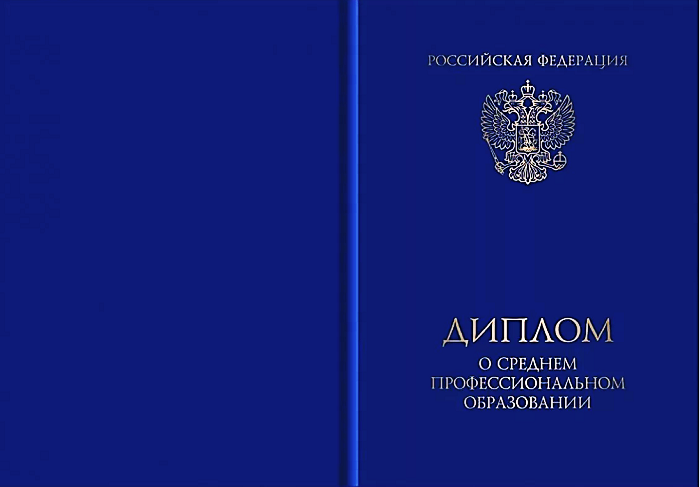 РОССИЙСКАЯ ФЕДЕРАЦИЯ
ДИПЛОМ
О СРЕДНЕМ
ПРОФЕССИОНАЛЬНОМ
ОБРАЗОВАНИИ